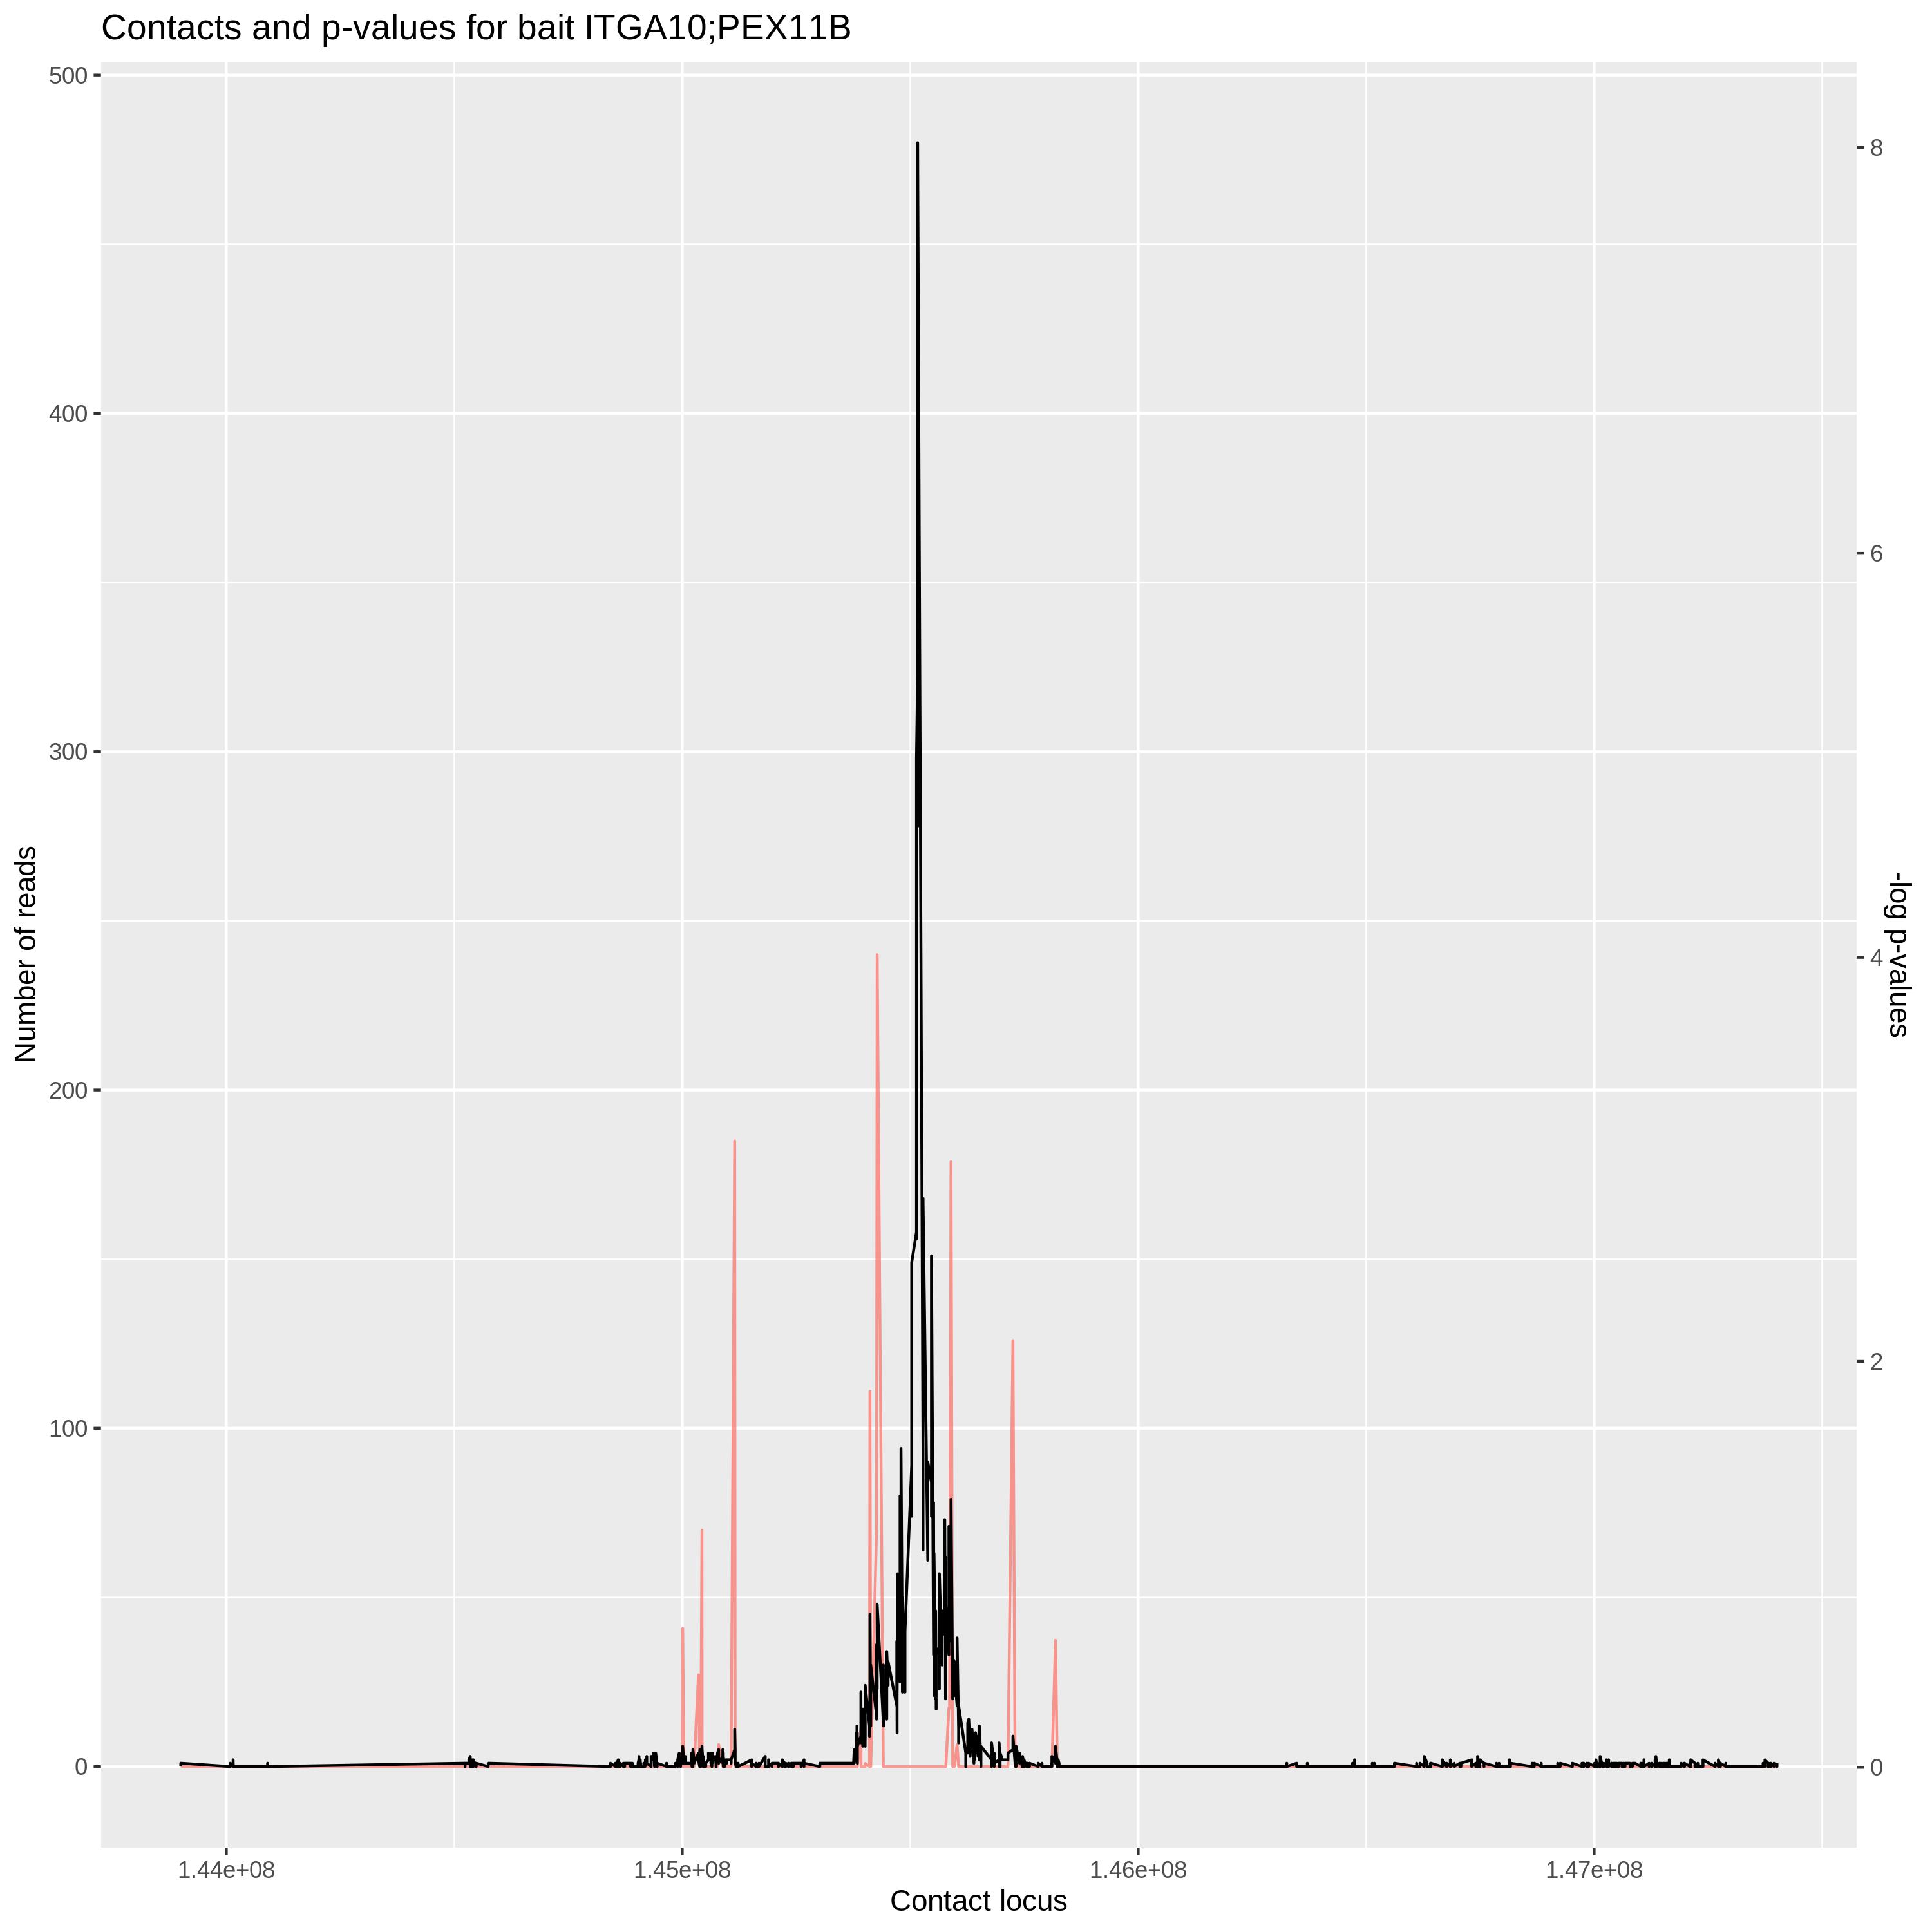 Contacts and p-values for bait ITGA10;PEX11B
500
400
300
200
100
0
Number of reads
8
6
4
2
0
-log p-values
1.44e+08
1.45e+08
1.46e+08
1.47e+08
Contact locus